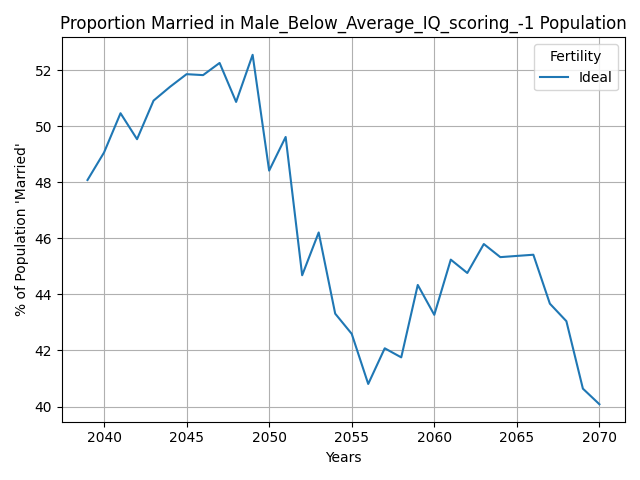 Proportion Married in Male_Below_Average_IQ_scoring_-1 Population
Fertility
Ideal
% of Population 'Married'
52
50
48
46
44
42
40
2040 2045 2050 2055 2060 2065 2070
Years